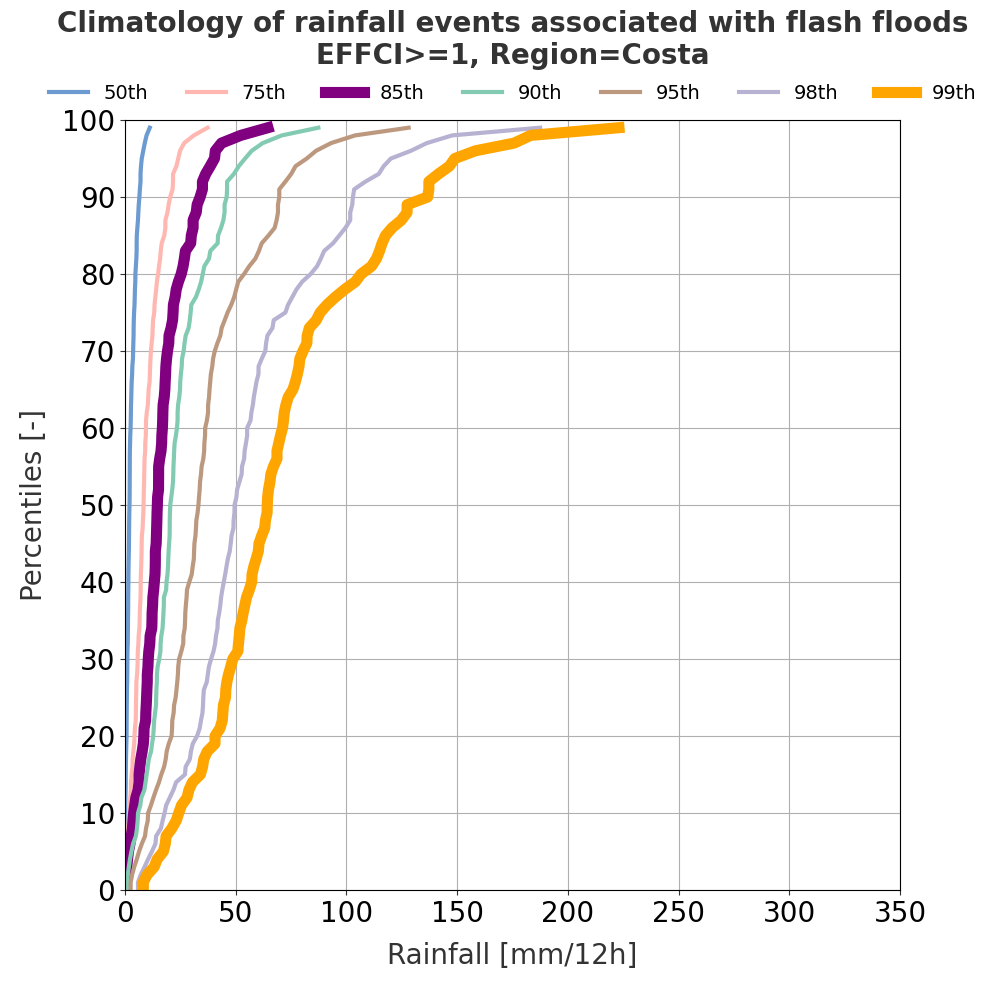 Climatology of rainfall events associated with flash floods
EFFCI>=1, Region=Costa
50th 75th 85th 90th 95th 98th 99th
100
90
80
70
60
50
40
30
20
10
0
Percentiles [-]
0 50 100 150 200 250 300 350
Rainfall [mm/12h]